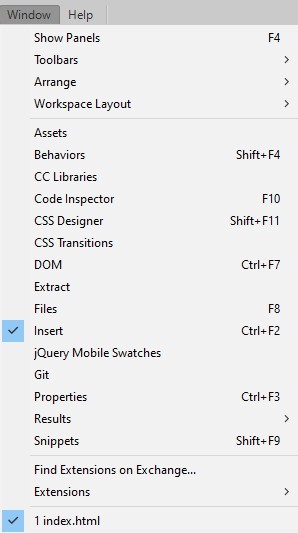 Window Help
Show Panels F4
Toolbars
Arrange
Workspace Layout
Assets
Behaviors Shift+F4
CC Libraries
Code Inspector F10
CSS Designer Shift+F11
CSS Transitions
DOM Ctrl+F7
Extract
Files F8
Insert Ctrl+F2
jQuery Mobile Swatches
Git
Properties Ctrl+F3
Results
Snippets Shift+F9
Find Extensions on Exchange...
Extensions
1 index.html